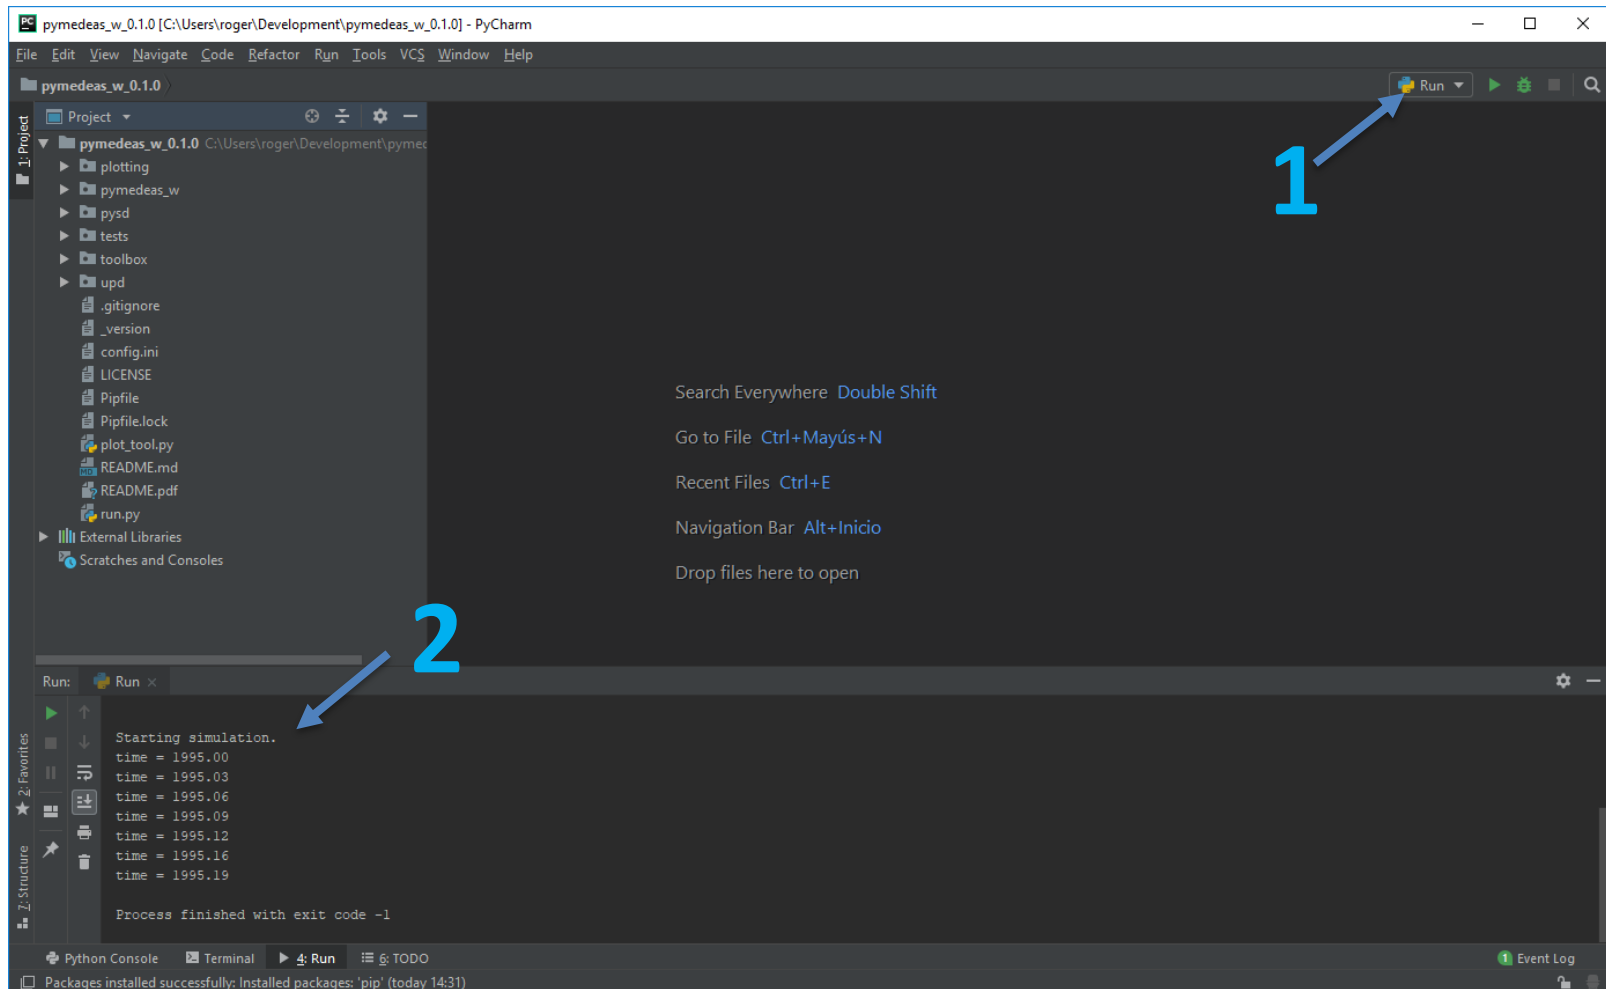 pymedeas_w_0.1.0 [C:\Users\roger\Development\pymedeas_w_0.1.0] - PyCharm
File Edit View Navigate Code Refactor Run Tools VCS Window Help
pymedeas_w_0.1.0
Run
1: Project
Project
pymedeas_w_0.1.0 C:\Users\roger\Development\pymed
plotting
pymedeas_w
pysd
tests
toolbox
upd
.gitignore
_version
config.ini
LICENSE
Pipfile
Pipfile.lock
plot_tool.py
README.md
README.pdf
run.py
External Libraries
Scratches and Consoles
1
Search Everywhere Double Shift
Go to File Ctrl+Mayús+N
Recent Files Ctrl+E
Navigation Bar Alt+Inicio
Drop files here to open
2
Run: Run
Starting simulation.
time = 1995.00
time = 1995.03
time = 1995.06
time = 1995.09
time = 1995.12
time = 1995.16
time = 1995.19
Process finished with exit code -1
2: Favorites
7: Structure
Python Console Terminal 4: Run 6: TODO
1 Event Log
Packages installed successfully: Installed packages: 'pip' (today 14:31)